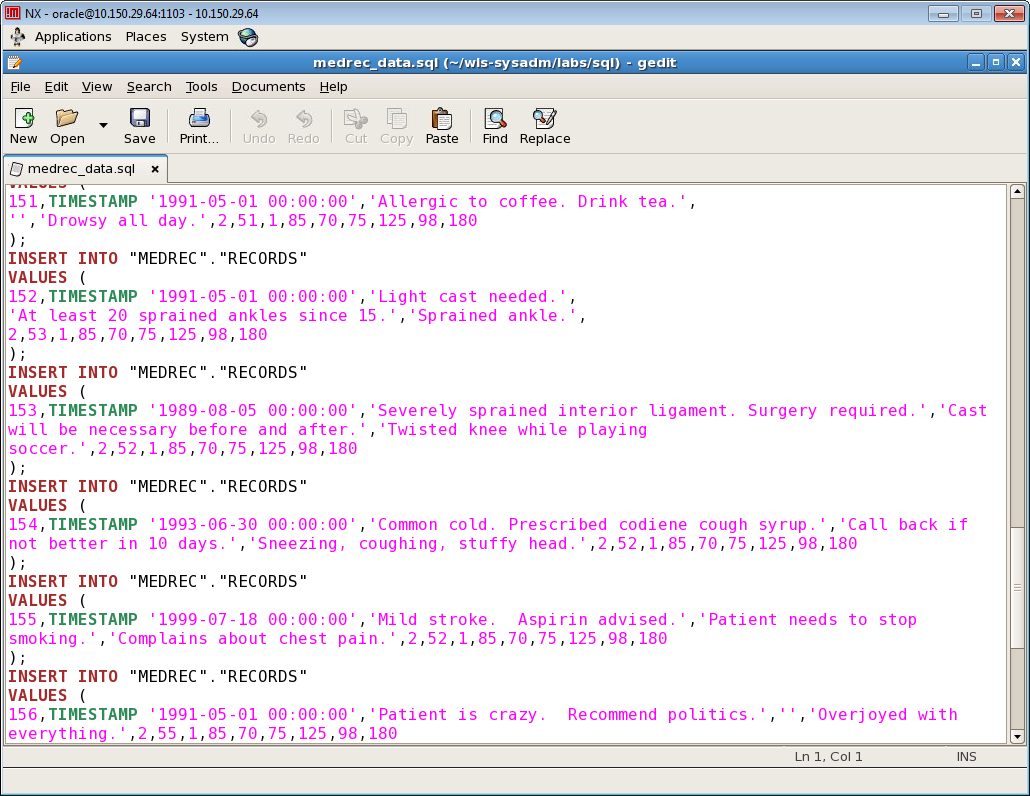 NX - oracle@10.150.29.64:1103 - 10.150.29.64
Applications Places System
medrec_data.sql (~/wls-sysadm/labs/sql) - gedit
File Edit View Search Tools Documents Help
New Open Save Print... Undo Redo Cut Copy Paste Find Replace
medrec_data.sql
VALUES (
151,TIMESTAMP '1991-05-01 00:00:00','Allergic to coffee. Drink tea.',
'','Drowsy all day.',2,51,1,85,70,75,125,98,180
);
INSERT INTO "MEDREC"."RECORDS"
VALUES (
152,TIMESTAMP '1991-05-01 00:00:00','Light cast needed.',
'At least 20 sprained ankles since 15.','Sprained ankle.',
2,53,1,85,70,75,125,98,180
);
INSERT INTO "MEDREC"."RECORDS"
VALUES (
153,TIMESTAMP '1989-08-05 00:00:00','Severely sprained interior ligament. Surgery required.','Cast
will be necessary before and after.','Twisted knee while playing
soccer.',2,52,1,85,70,75,125,98,180
);
INSERT INTO "MEDREC"."RECORDS"
VALUES (
154,TIMESTAMP '1993-06-30 00:00:00','Common cold. Prescribed codiene cough syrup.','Call back if
not better in 10 days.','Sneezing, coughing, stuffy head.',2,52,1,85,70,75,125,98,180
);
INSERT INTO "MEDREC"."RECORDS"
VALUES (
155,TIMESTAMP '1999-07-18 00:00:00','Mild stroke.  Aspirin advised.','Patient needs to stop
smoking.','Complains about chest pain.',2,52,1,85,70,75,125,98,180
);
INSERT INTO "MEDREC"."RECORDS"
VALUES (
156,TIMESTAMP '1991-05-01 00:00:00','Patient is crazy.  Recommend politics.','','Overjoyed with
everything.',2,55,1,85,70,75,125,98,180
Ln 1, Col 1 INS